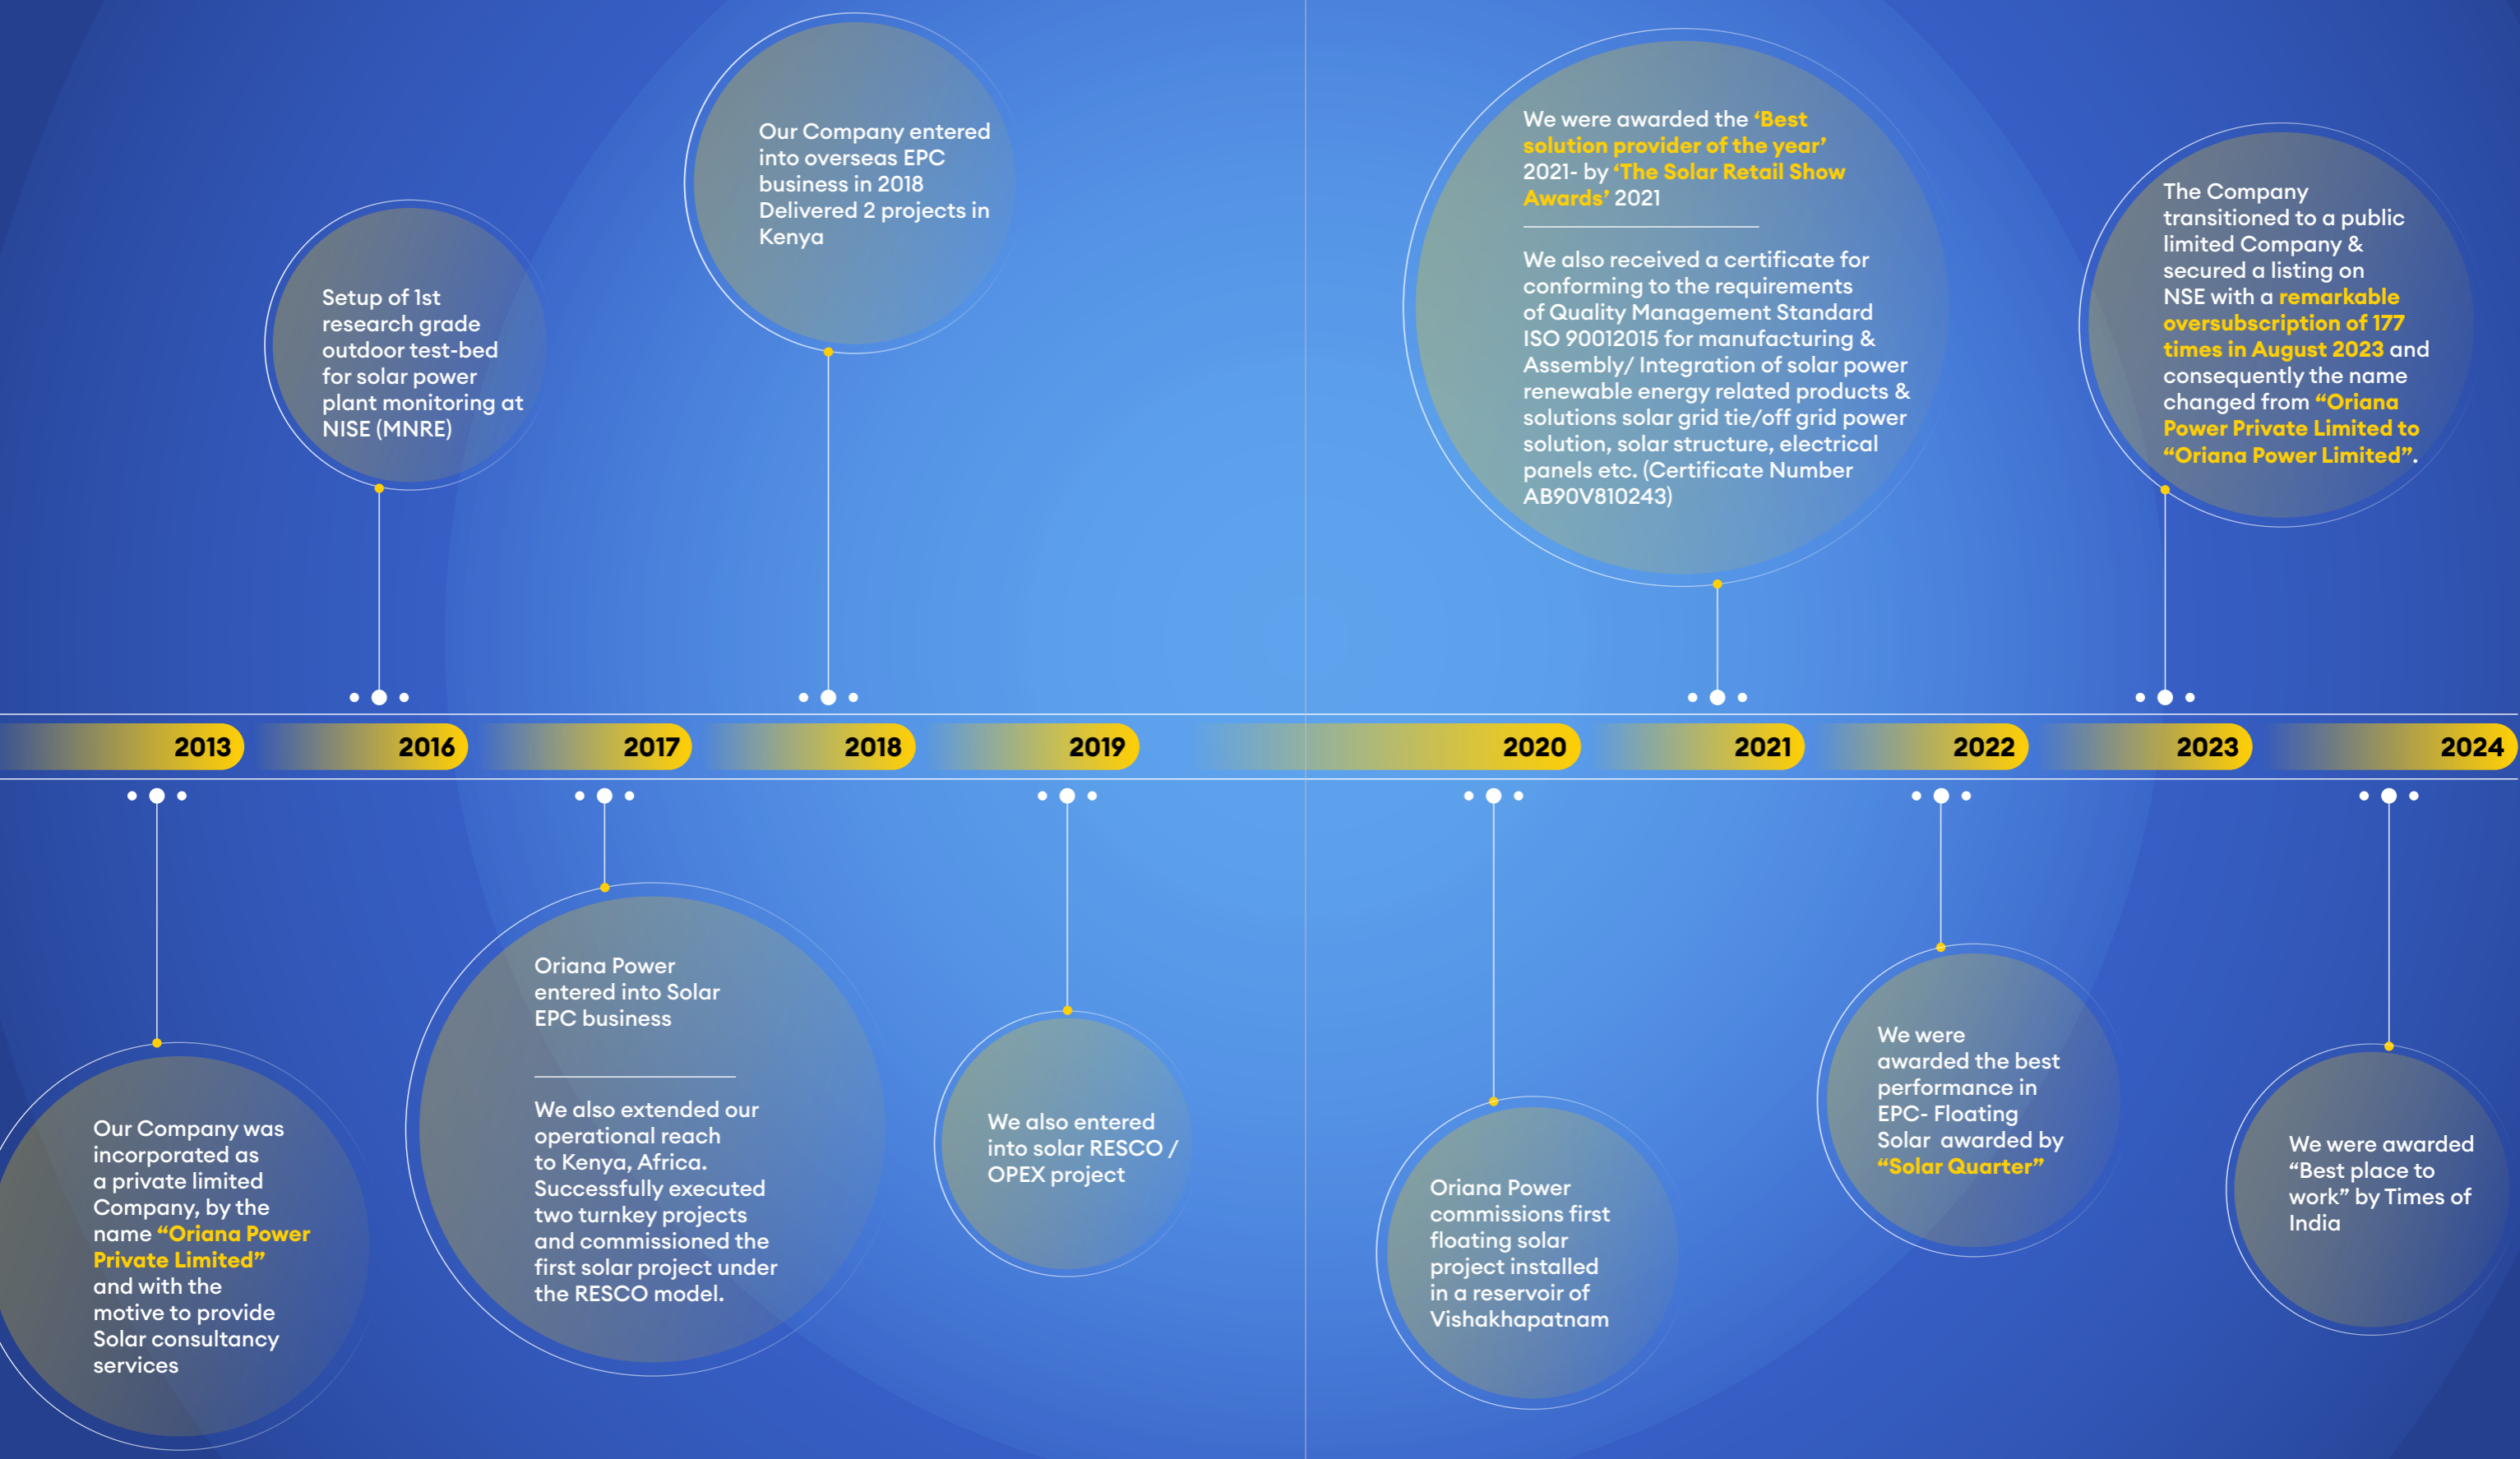 Our Company entered
into overseas EPC
business in 2018
Delivered 2 projects in
Kenya
Setup of 1st
research grade
outdoor test-bed
for solar power
plant monitoring at
NISE (MNRE)
We were awarded the ‘Best
solution provider of the year’
2021- by ‘The Solar Retail Show
Awards’ 2021
We also received a certificate for
conforming to the requirements
of Quality Management Standard
ISO 90012015 for manufacturing &
Assembly/ Integration of solar power
renewable energy related products &
solutions solar grid tie/off grid power
solution, solar structure, electrical
panels etc. (Certificate Number
AB90V810243)
The Company
transitioned to a public
limited Company &
secured a listing on
NSE with a remarkable
oversubscription of 177
times in August 2023 and
consequently the name
changed from “Oriana
Power Private Limited to
“Oriana Power Limited”.
2013
2016
2017
2018
2019
2020
2021
2022
2023
2024
Our Company was
incorporated as
a private limited
Company, by the
name “Oriana Power
Private Limited”
and with the
motive to provide
Solar consultancy
services
Oriana Power
entered into Solar
EPC business
We also extended our
operational reach
to Kenya, Africa.
Successfully executed
two turnkey projects
and commissioned the
first solar project under
the RESCO model.
We also entered
into solar RESCO /
OPEX project
Oriana Power
commissions first
floating solar
project installed
in a reservoir of
Vishakhapatnam
We were
awarded the best
performance in
EPC- Floating
Solar awarded by
“Solar Quarter”
We were awarded
“Best place to
work” by Times of
India